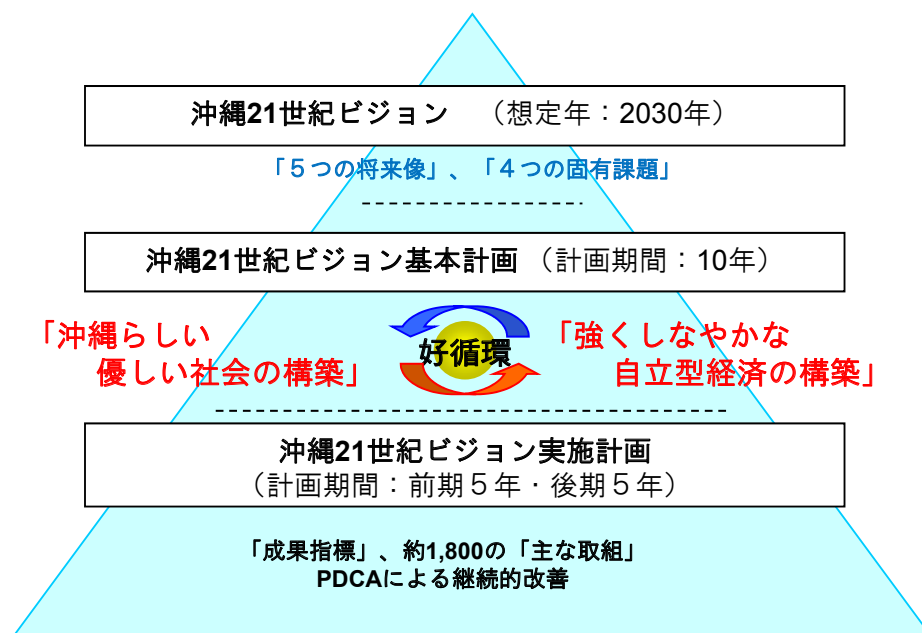 沖縄21世紀ビジョン （想定年：2030年）
「５つの将来像」、「４つの固有課題」
沖縄21世紀ビジョン基本計画 （計画期間：10年）
「沖縄らしい
優しい社会の構築」
好循環
「強くしなやかな
自立型経済の構築」
沖縄21世紀ビジョン実施計画
（計画期間：前期５年・後期５年）
「成果指標」、約1,800の「主な取組」
PDCAによる継続的改善